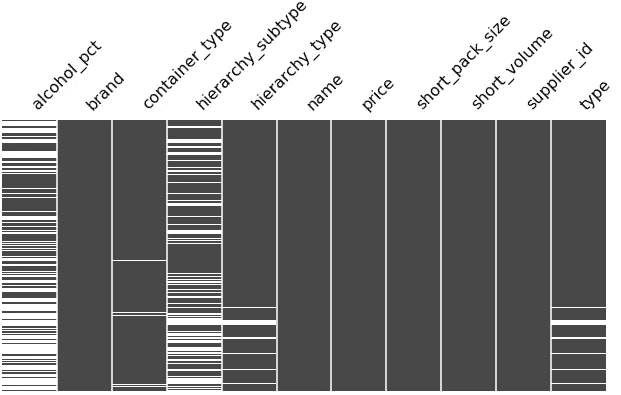 alcohol_pct
brand
container_type
hierarchy_subtype
hierarchy_type
name
price
short_pack_size
short_volume
supplier_id
type